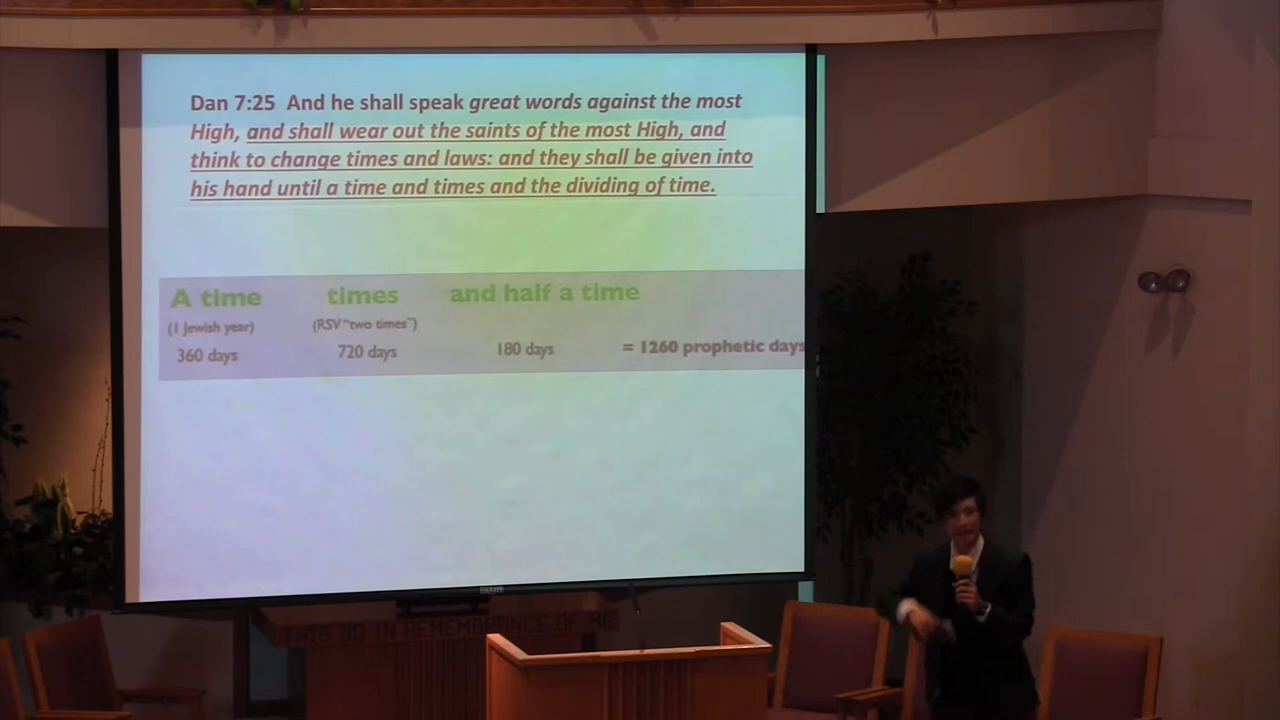 Dan 7:25 And he shall speak great words against the most
High, and shall wear out the saints of the most High, and
think to change times and laws: and they shall be given into
his hand until a time and times and the dividing of time.
A time times and half a time
(1 Jewish year) (RSV "two times")
360 days 720 days 180 days = 1260 prophetic days
THIS DO IN REMEMBRANCE OF ME